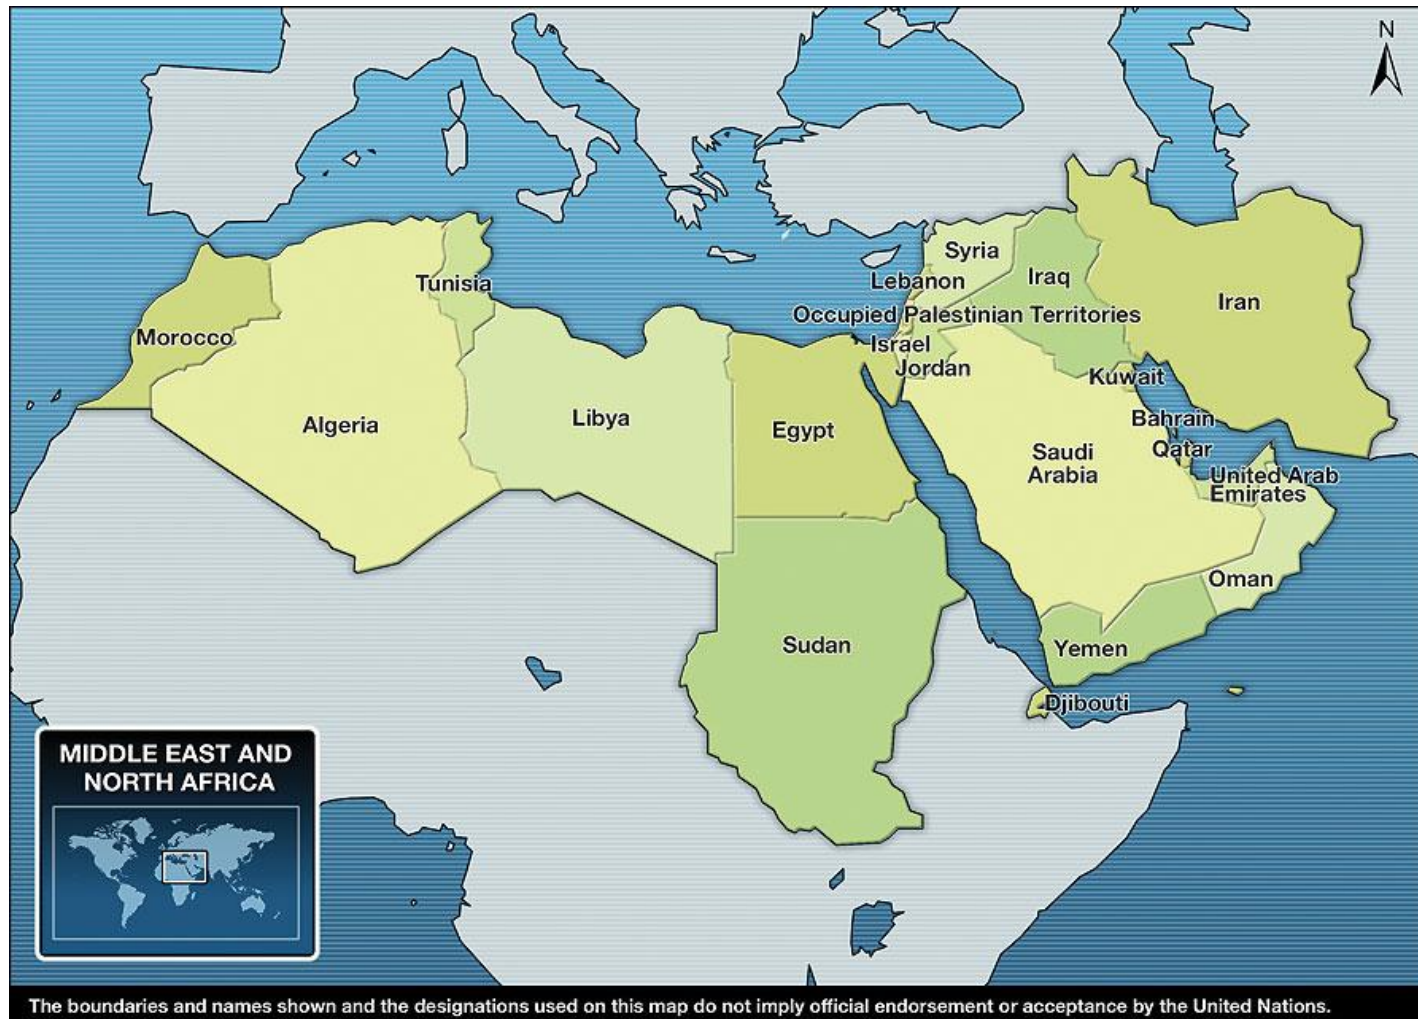 N
Syria
Lebanon
Iraq
Iran
Tunisia
Occupied Palestinian Territories
Morocco
Israel
Jordan
Kuwait
Algeria
Libya
Egypt
Bahrain
Qatar
Saudi
Arabia
United Arab
Emirates
Oman
Sudan
Yemen
Djibouti
MIDDLE EAST AND
NORTH AFRICA
The boundaries and names shown and the designations used on this map do not imply official endorsement or acceptance by the United Nations.